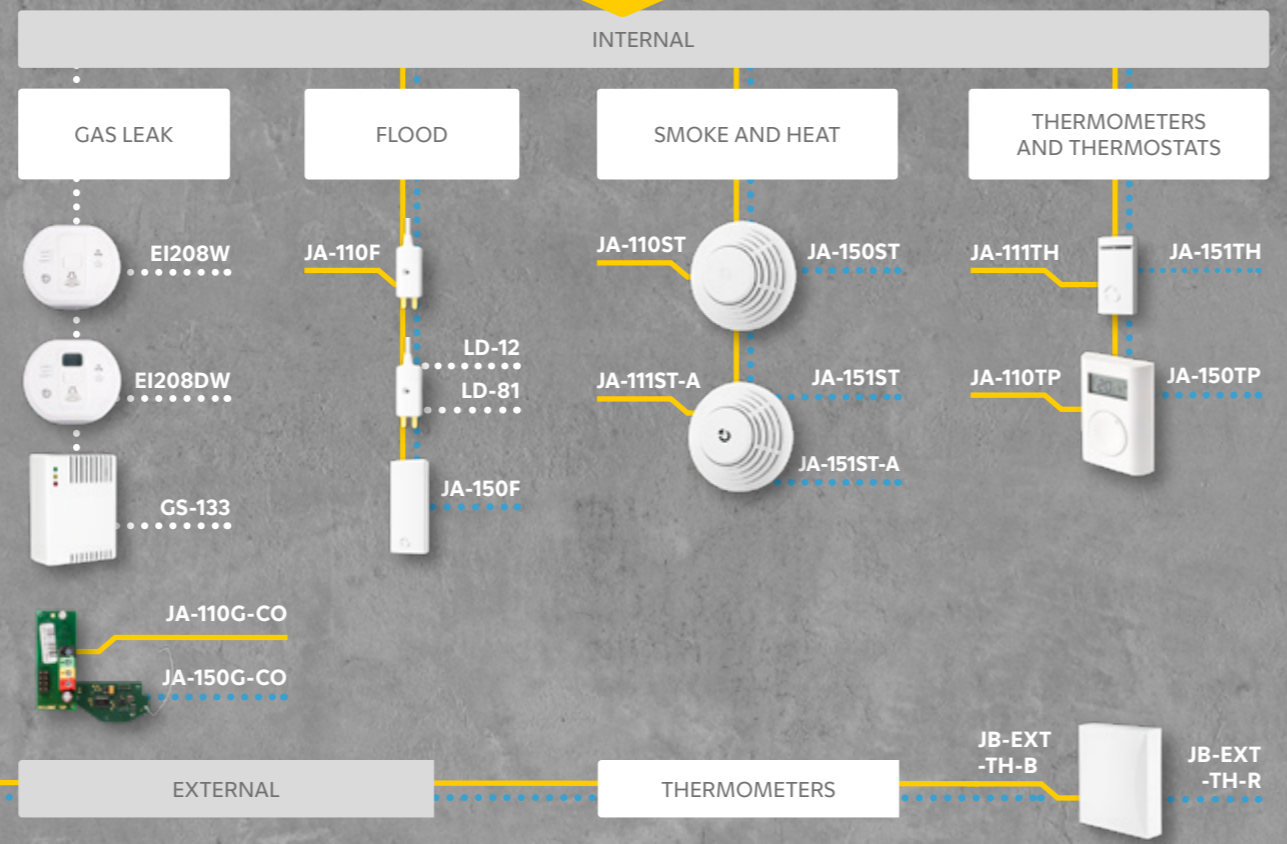 INTERNAL
GAS LEAK
FLOOD
SMOKE AND HEAT
THERMOMETERS
AND THERMOSTATS
EI208W
EI208DW
GS-133
JA-110G-CO
JA-150G-CO
JA-110F
LD-12
LD-81
JA-150F
JA-110ST
JA-150ST
JA-111ST-A
JA-151ST
JA-151ST-A
JA-111TH
JA-151TH
JA-110TP
JA-150TP
EXTERNAL
THERMOMETERS
JB-EXT
-TH-B
JB-EXT
-TH-R